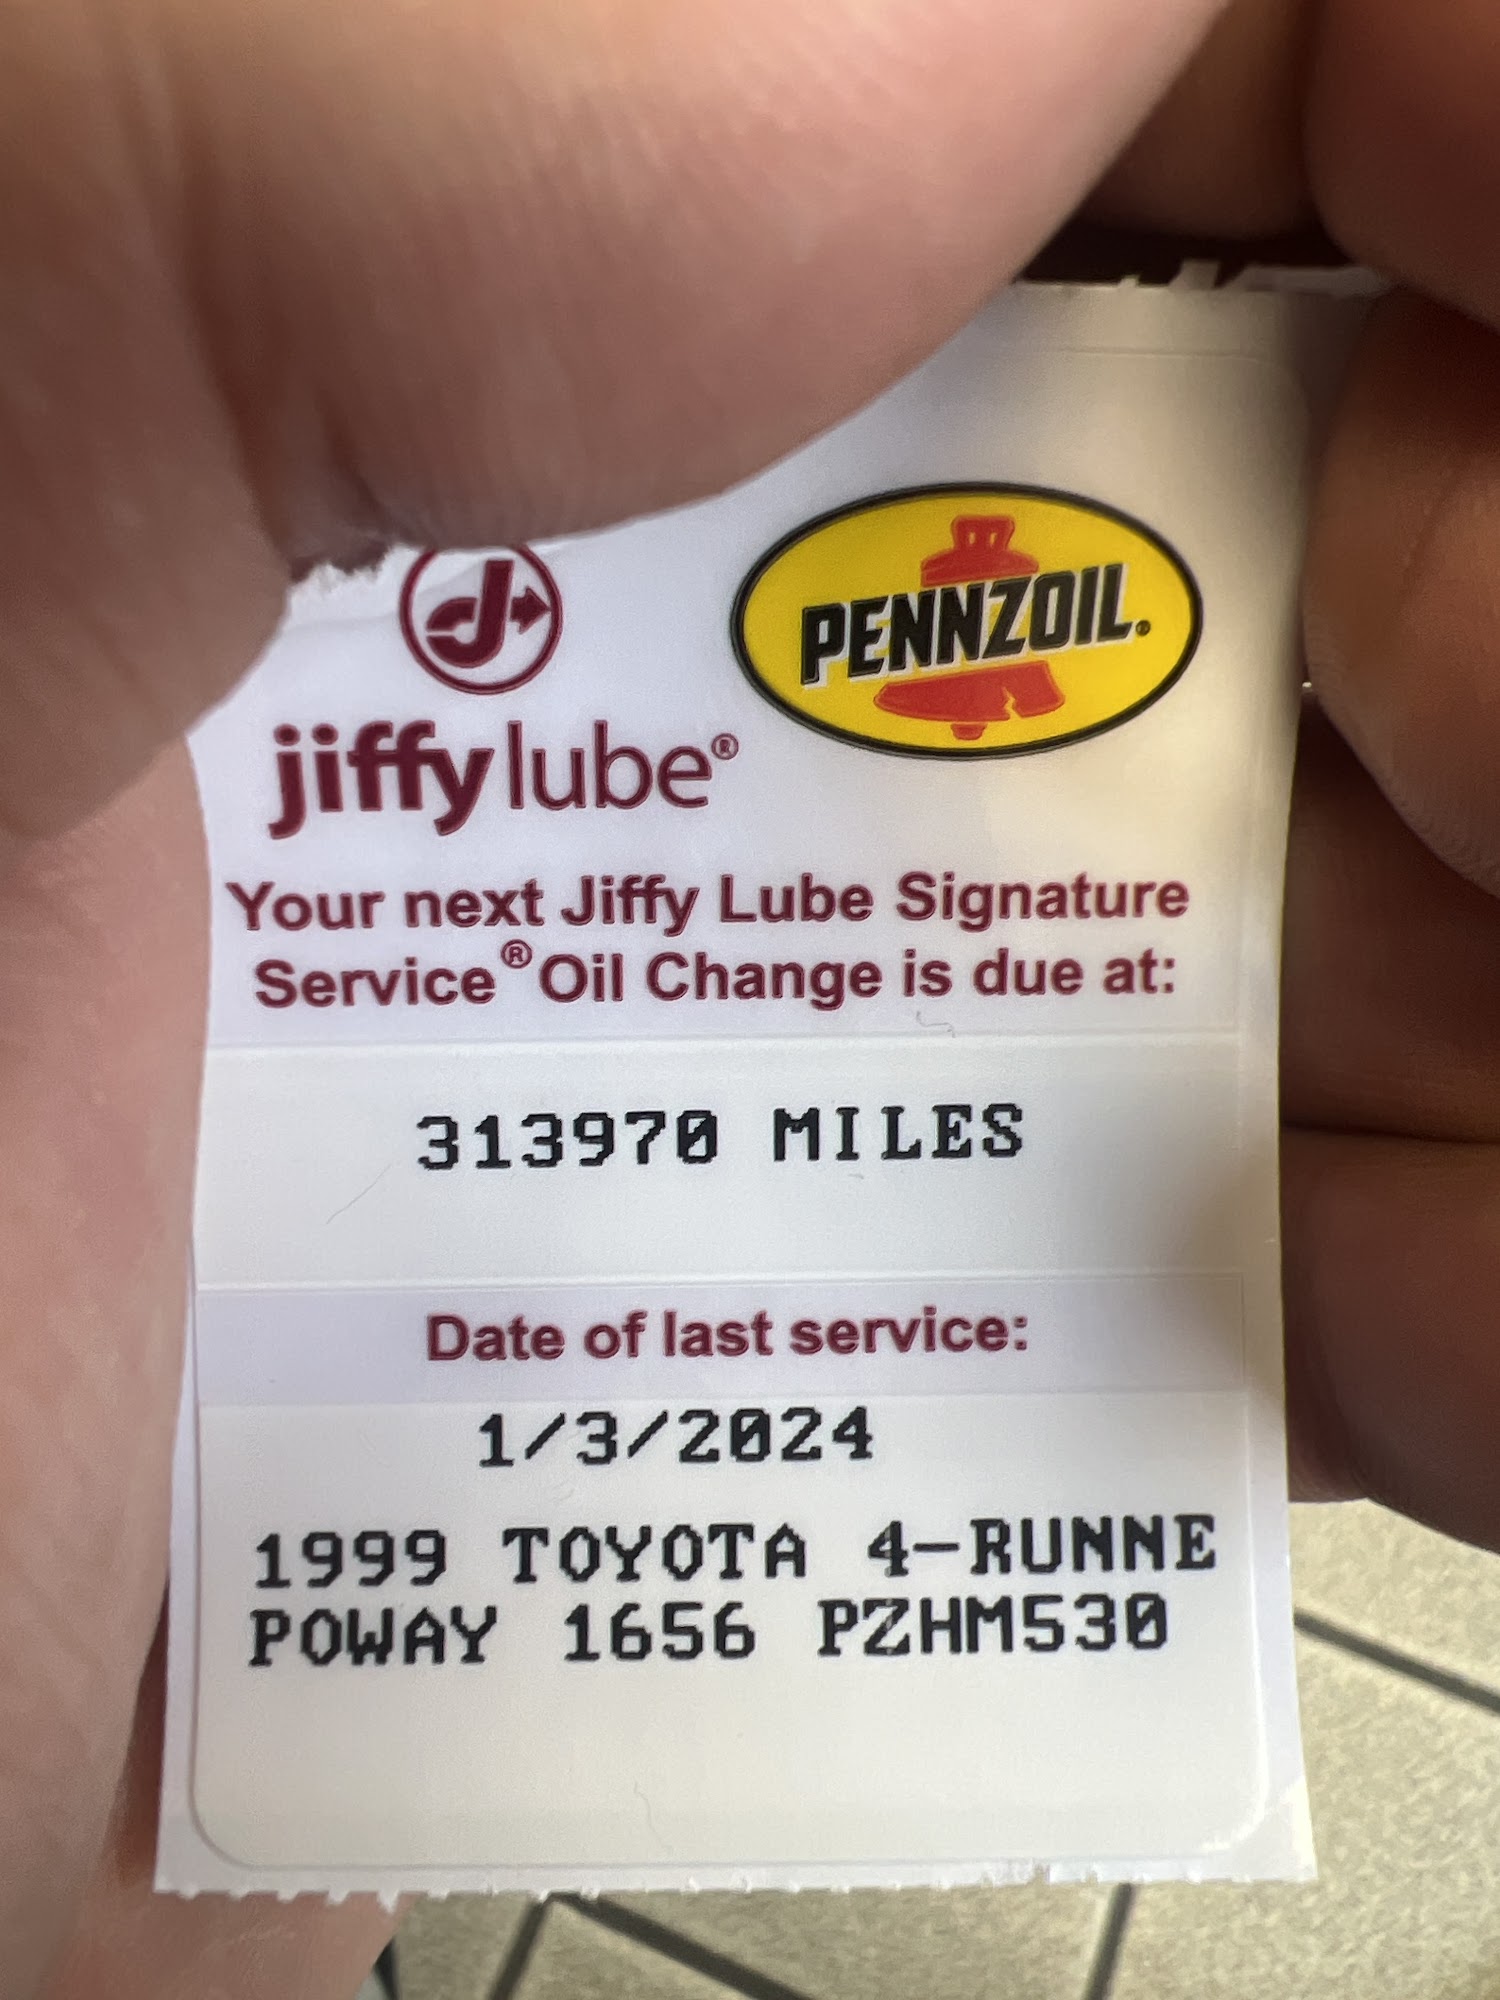 PENNZOIL®
jiffy lube®
Your next Jiffy Lube Signature
Service® Oil Change is due at:
313970 MILES
Date of last service:
1/3/2024
1999 TOYOTA 4-RUNNE
POWAY 1656 PZHM530